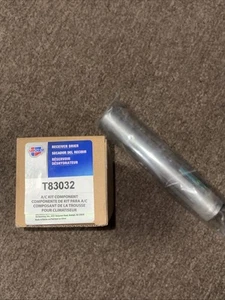 RECEIVER DRIER
SECADOR DEL RECIBIDOR
RÉSERVOIR
DÉSHYDRATEUR
T83032
A/C KIT COMPONENT
COMPONENTE DE KIT PARA A/C
COMPOSANT DE LA TROUSSE
POUR CLIMATISEUR